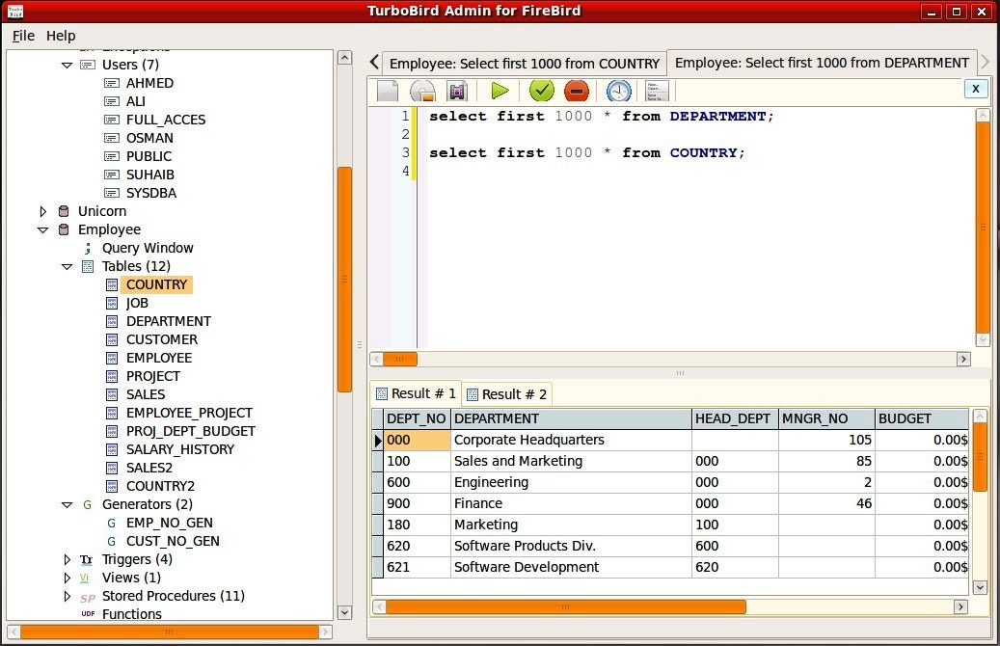 TurboBird Admin for FireBird
File Help
Exceptions
Users (7)
AHMED
ALI
FULL_ACCES
OSMAN
PUBLIC
SUHAIB
SYSDBA
Unicorn
Employee
; Query Window
Tables (12)
COUNTRY
JOB
DEPARTMENT
CUSTOMER
EMPLOYEE
PROJECT
SALES
EMPLOYEE_PROJECT
PROJ_DEPT_BUDGET
SALARY_HISTORY
SALES2
COUNTRY2
G Generators (2)
G EMP_NO_GEN
G CUST_NO_GEN
Tr Triggers (4)
Vi Views (1)
SP Stored Procedures (11)
UDF Functions
Employee: Select first 1000 from COUNTRY
Employee: Select first 1000 from DEPARTMENT
X
1 select first 1000 * from DEPARTMENT;
2
3 select first 1000 * from COUNTRY;
4
Result # 1 Result # 2
DEPT_NO DEPARTMENT HEAD_DEPT MNGR_NO BUDGET
000 Corporate Headquarters 105 0.00$
100 Sales and Marketing 000 85 0.00$
600 Engineering 000 2 0.00$
900 Finance 000 46 0.00$
180 Marketing 100 0.00$
620 Software Products Div. 600 0.00$
621 Software Development 620 0.00$